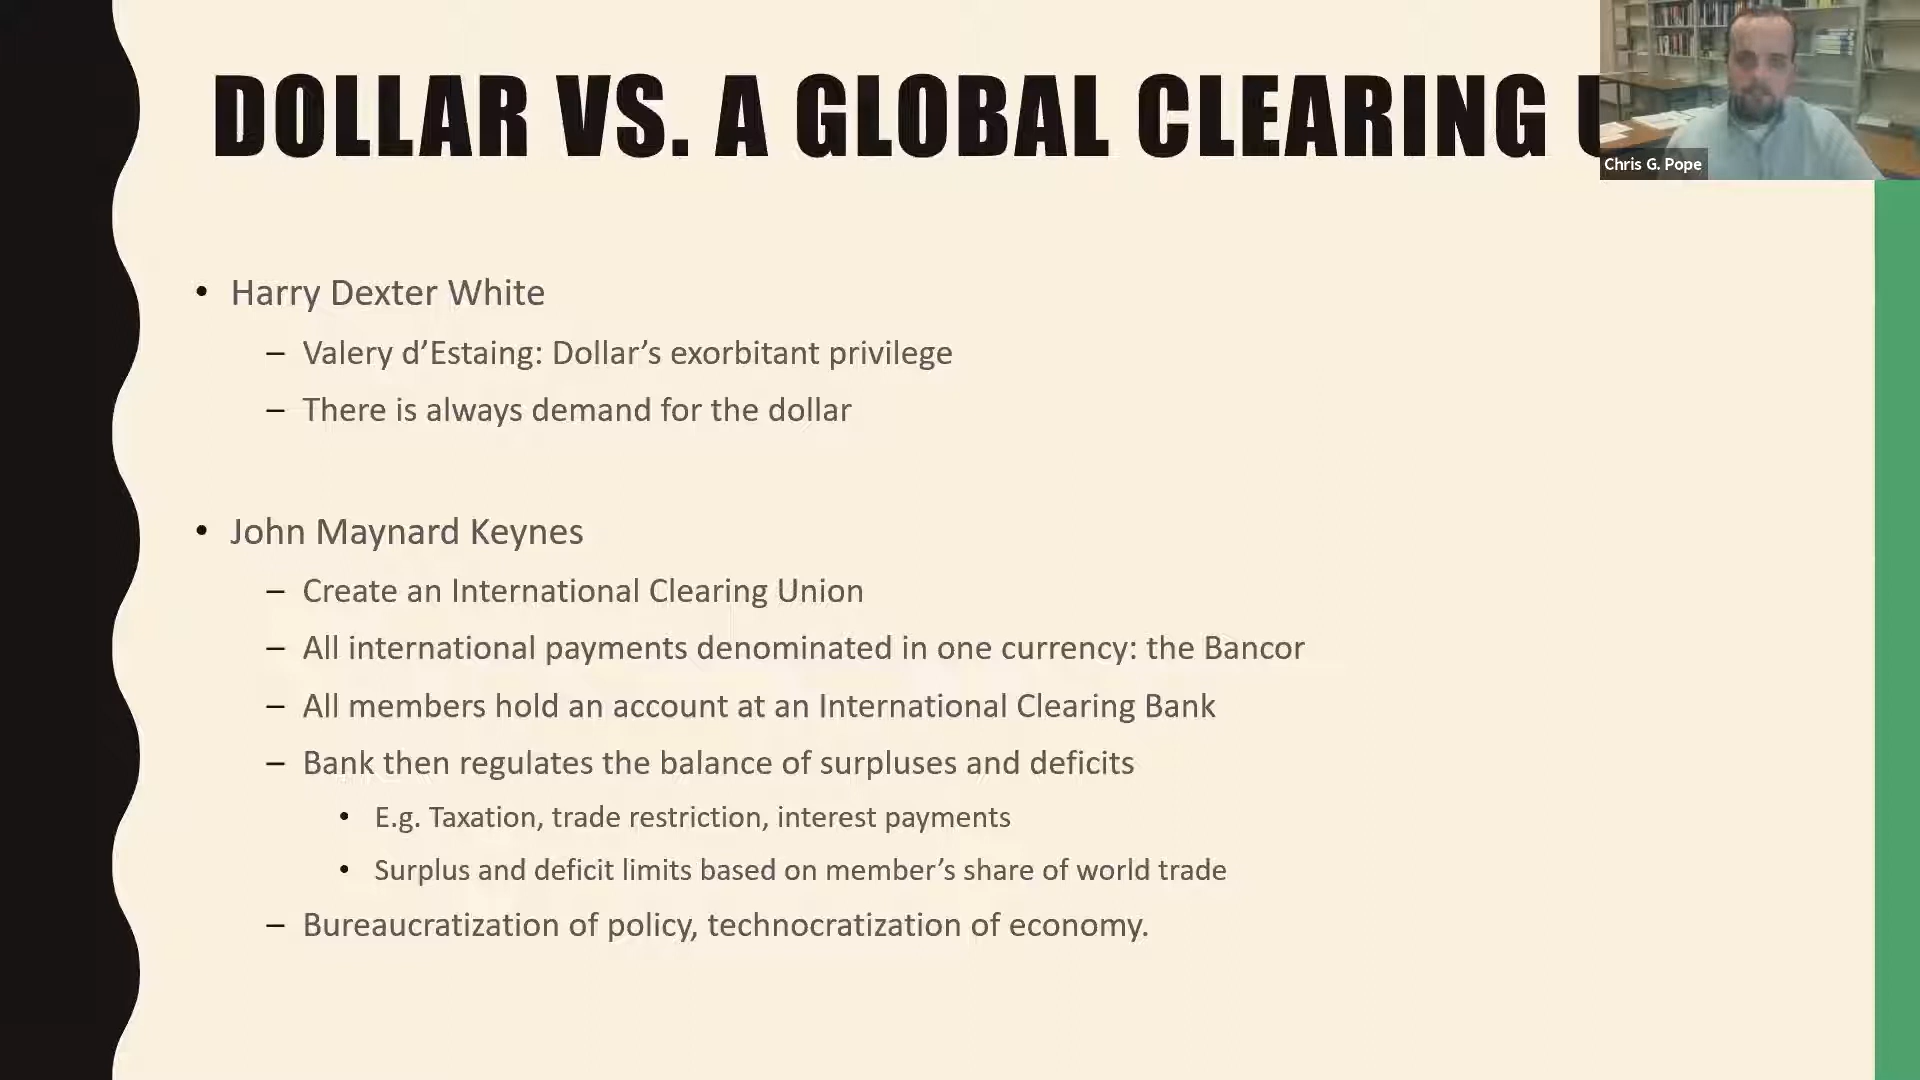 DOLLAR VS. A GLOBAL CLEARING
Chris G. Pope
• Harry Dexter White
– Valery d’Estaing: Dollar’s exorbitant privilege
– There is always demand for the dollar
• John Maynard Keynes
– Create an International Clearing Union
– All international payments denominated in one currency: the Bancor
– All members hold an account at an International Clearing Bank
– Bank then regulates the balance of surpluses and deficits
• E.g. Taxation, trade restriction, interest payments
• Surplus and deficit limits based on member’s share of world trade
– Bureaucratization of policy, technocratization of economy.